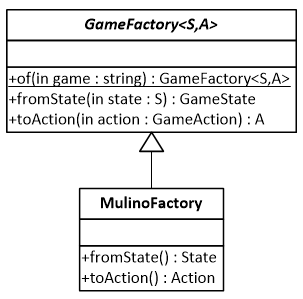 GameFactory<S,A>
+of(in game : string) : GameFactory<S,A>
+fromState(in state : S) : GameState
+toAction(in action : GameAction) : A
MulinoFactory
+fromState() : State
+toAction() : Action